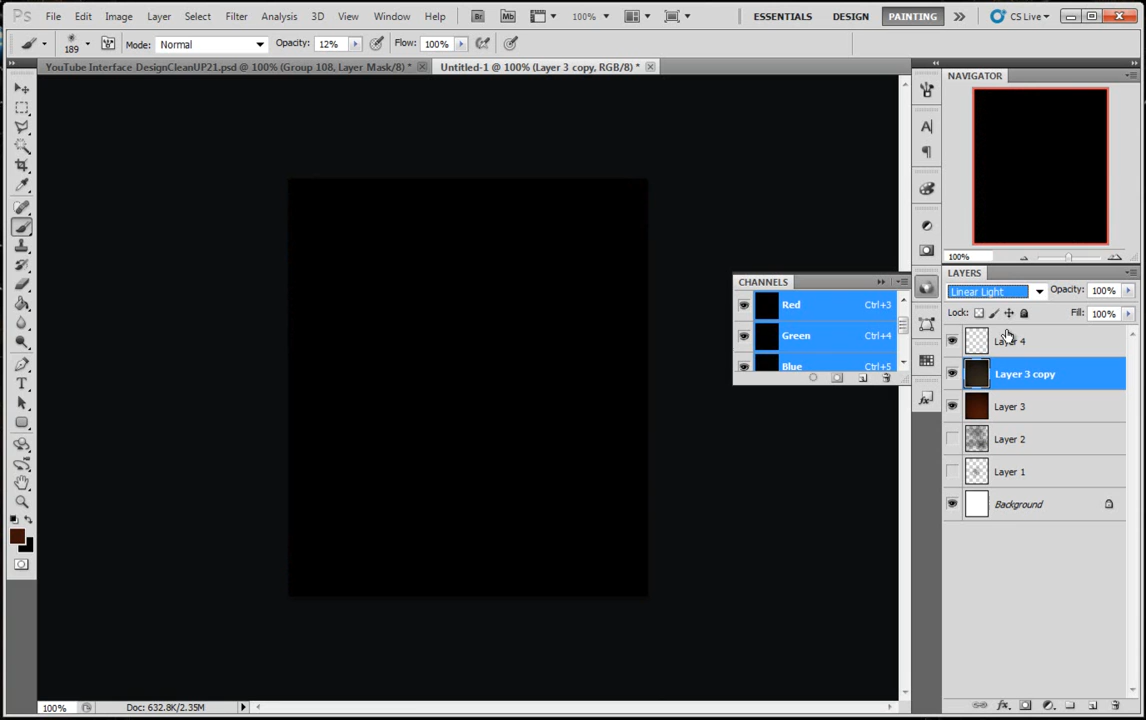 Ps File Edit Image Layer Select Filter Analysis 3D View Window Help Br Mb 100% ESSENTIALS DESIGN PAINTING CS Live
189 Mode: Normal Opacity: 12% Flow: 100%
YouTube Interface DesignCleanUP21.psd @ 100% (Group 108, Layer Mask/8) * Untitled-1 @ 100% (Layer 3 copy, RGB/8) *
NAVIGATOR
100%
LAYERS
Linear Light Opacity: 100%
Lock: Fill: 100%
Layer 4
Layer 3 copy
Layer 3
Layer 2
Layer 1
Background
CHANNELS
Red Ctrl+3
Green Ctrl+4
Blue Ctrl+5
A
T
fx
fx
100% Doc: 632.8K/2.35M